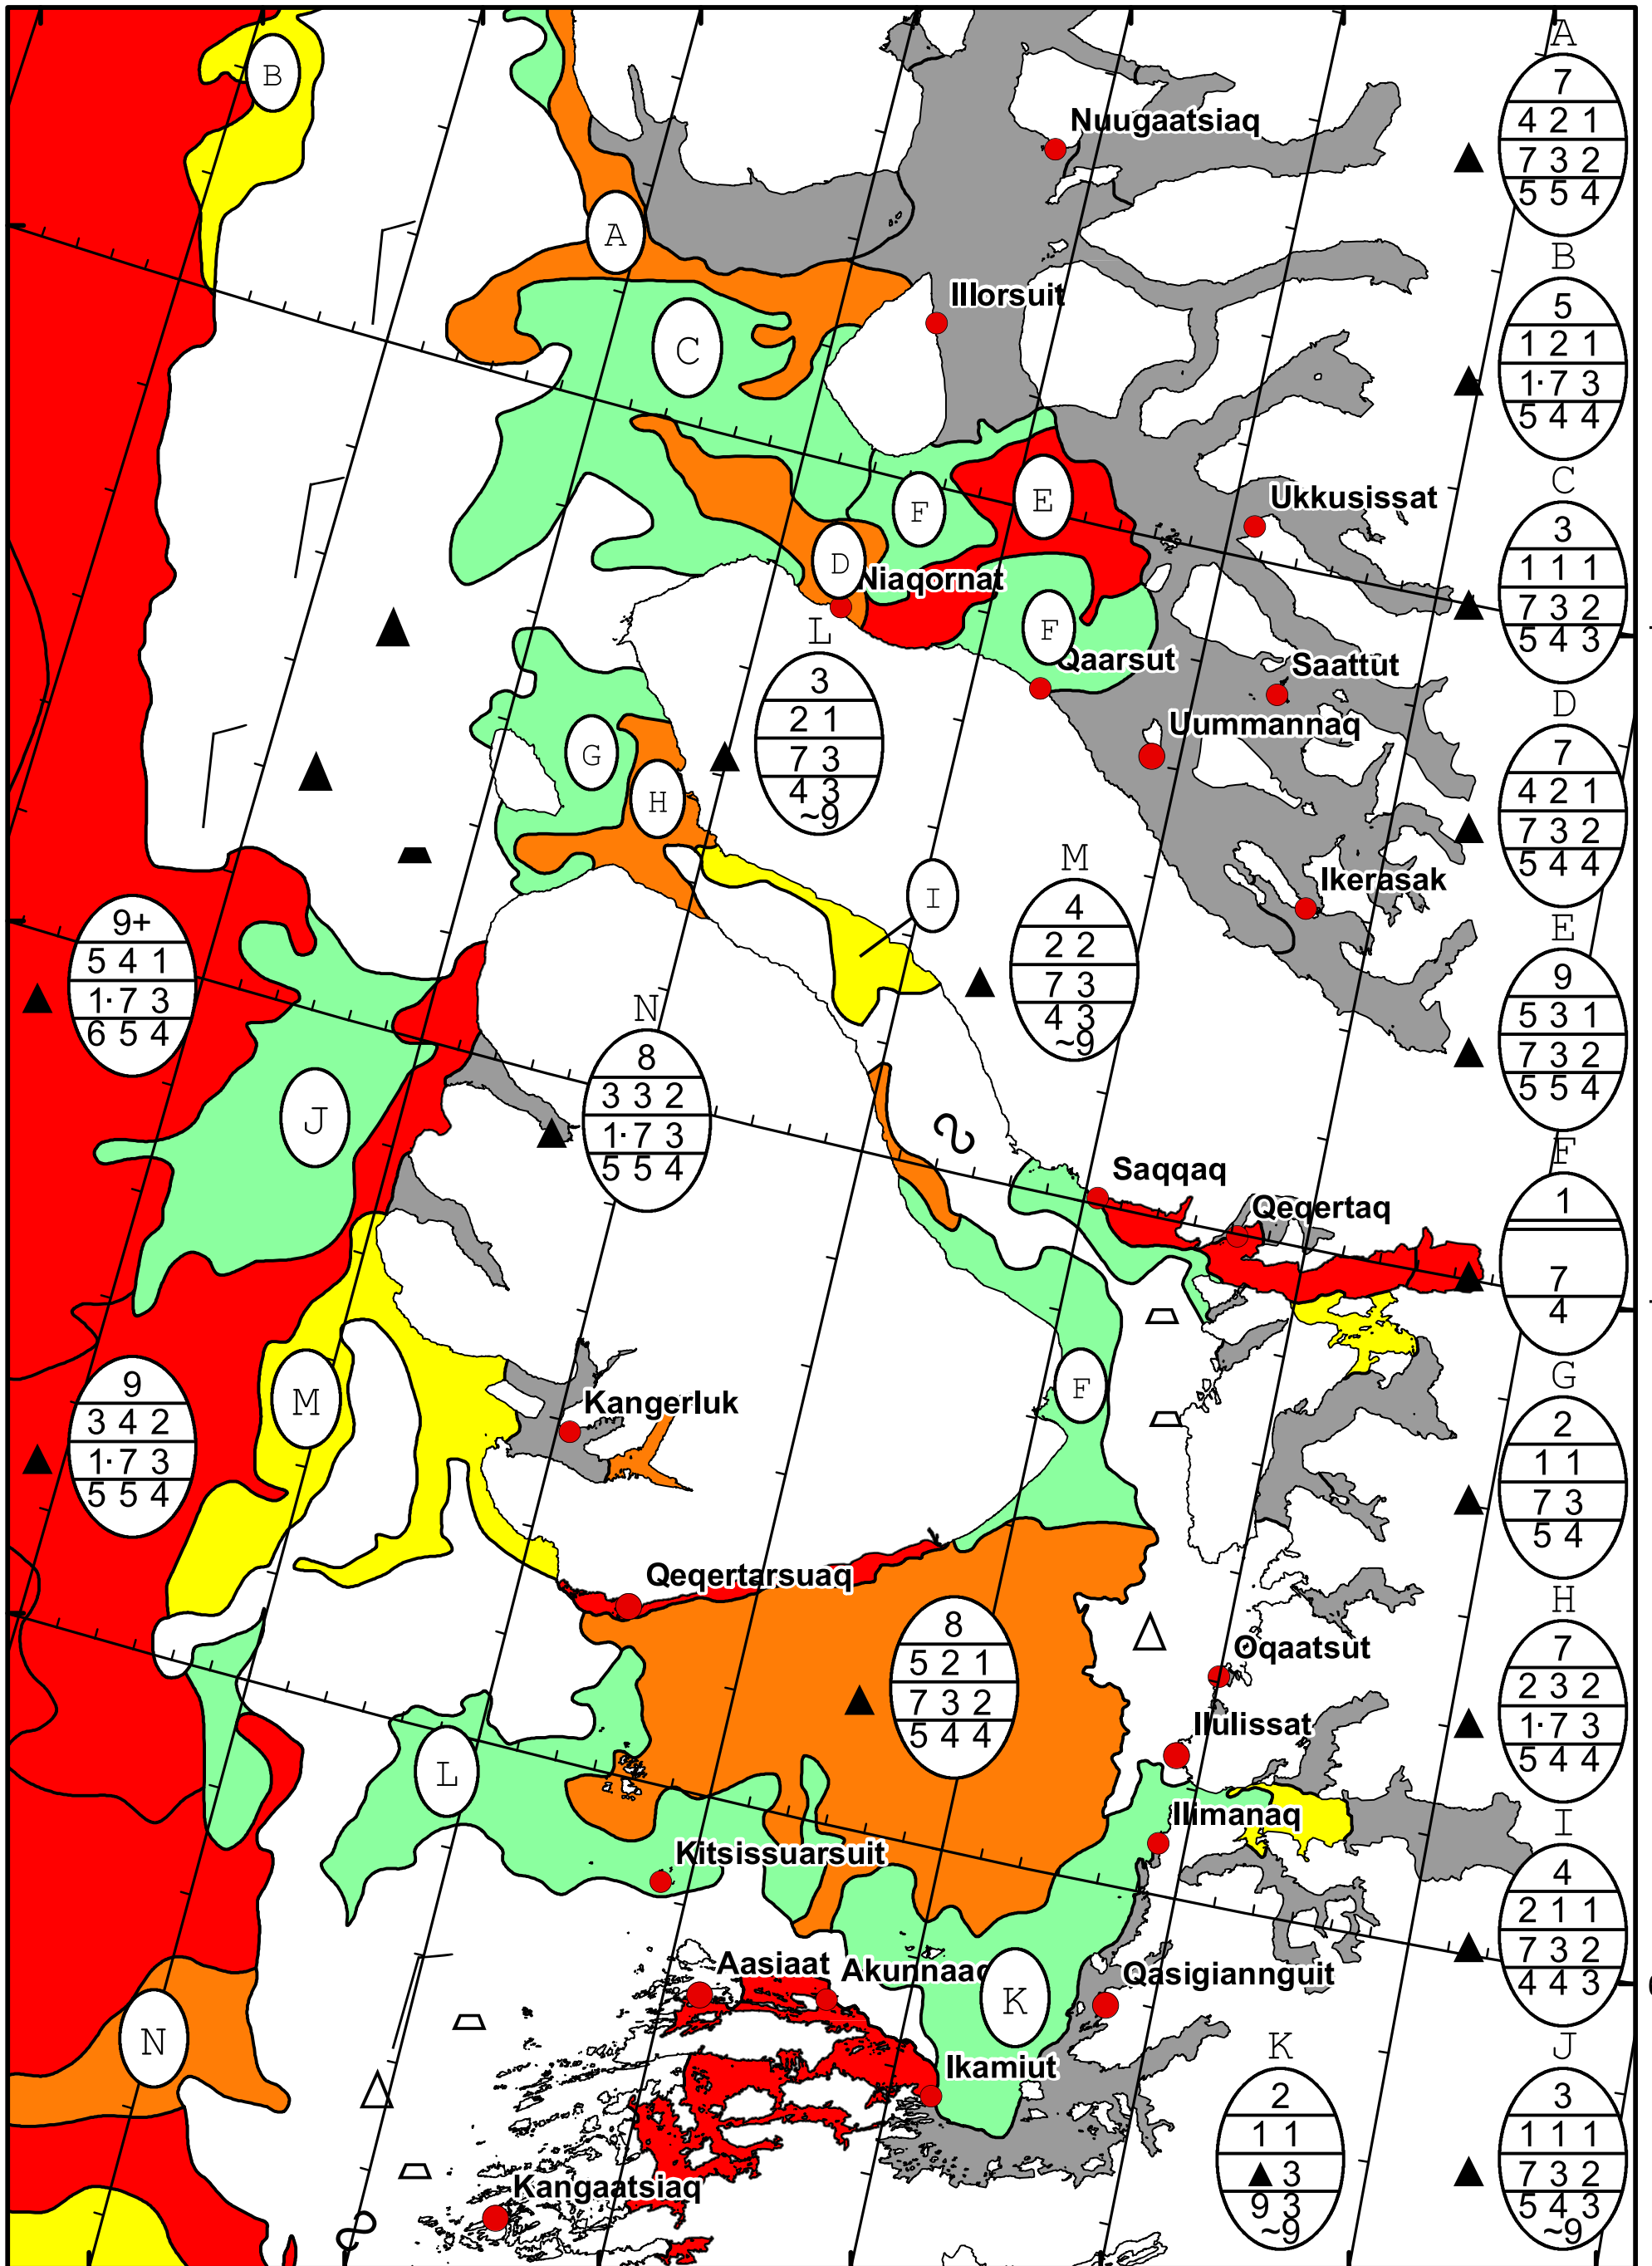 B
Nuugaatsiaq
A
7
4 2 1
7 3 2
5 5 4
A
Illorsuit
B
5
1 2 1
1· 7 3
5 4 4
C
Ukkusissat
F
E
D
Niaqornat
C
3
1 1 1
7 3 2
5 4 3
F
Qaarsut
Saattut
Uummannaq
L
3
2 1
7 3
4 3
~9
D
7
4 2 1
7 3 2
5 4 4
G
H
I
Ikerasak
M
4
2 2
7 3
4 3
~9
9+
5 4 1
1· 7 3
6 5 4
E
9
5 3 1
7 3 2
5 5 4
N
8
3 3 2
1· 7 3
5 5 4
J
Saqqaq
Qeqertaq
F
1
7
4
9
3 4 2
1· 7 3
5 5 4
M
Kangerluk
F
G
2
1 1
7 3
5 4
Qeqertarsuaq
8
5 2 1
7 3 2
5 4 4
Oqaatsut
H
7
2 3 2
1· 7 3
5 4 4
Ilulissat
L
Ilimanaq
Kitsissuarsuit
I
4
2 1 1
7 3 2
4 4 3
Aasiaat
Akunnaaq
Qasigiannguit
K
N
Ikamiut
K
2
1 1
▲ 3
9 3
~9
J
3
1 1 1
7 3 2
5 4 3
~9
Kangaatsiaq